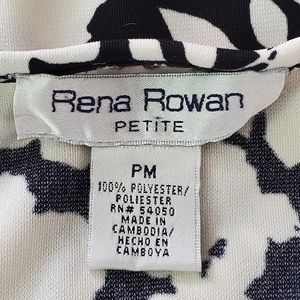 Rena Rowan
PETITE
PM
100% POLYESTER/
POLIESTER
RN# 54050
MADE IN
CAMBODIA/
HECHO EN
CAMBOYA